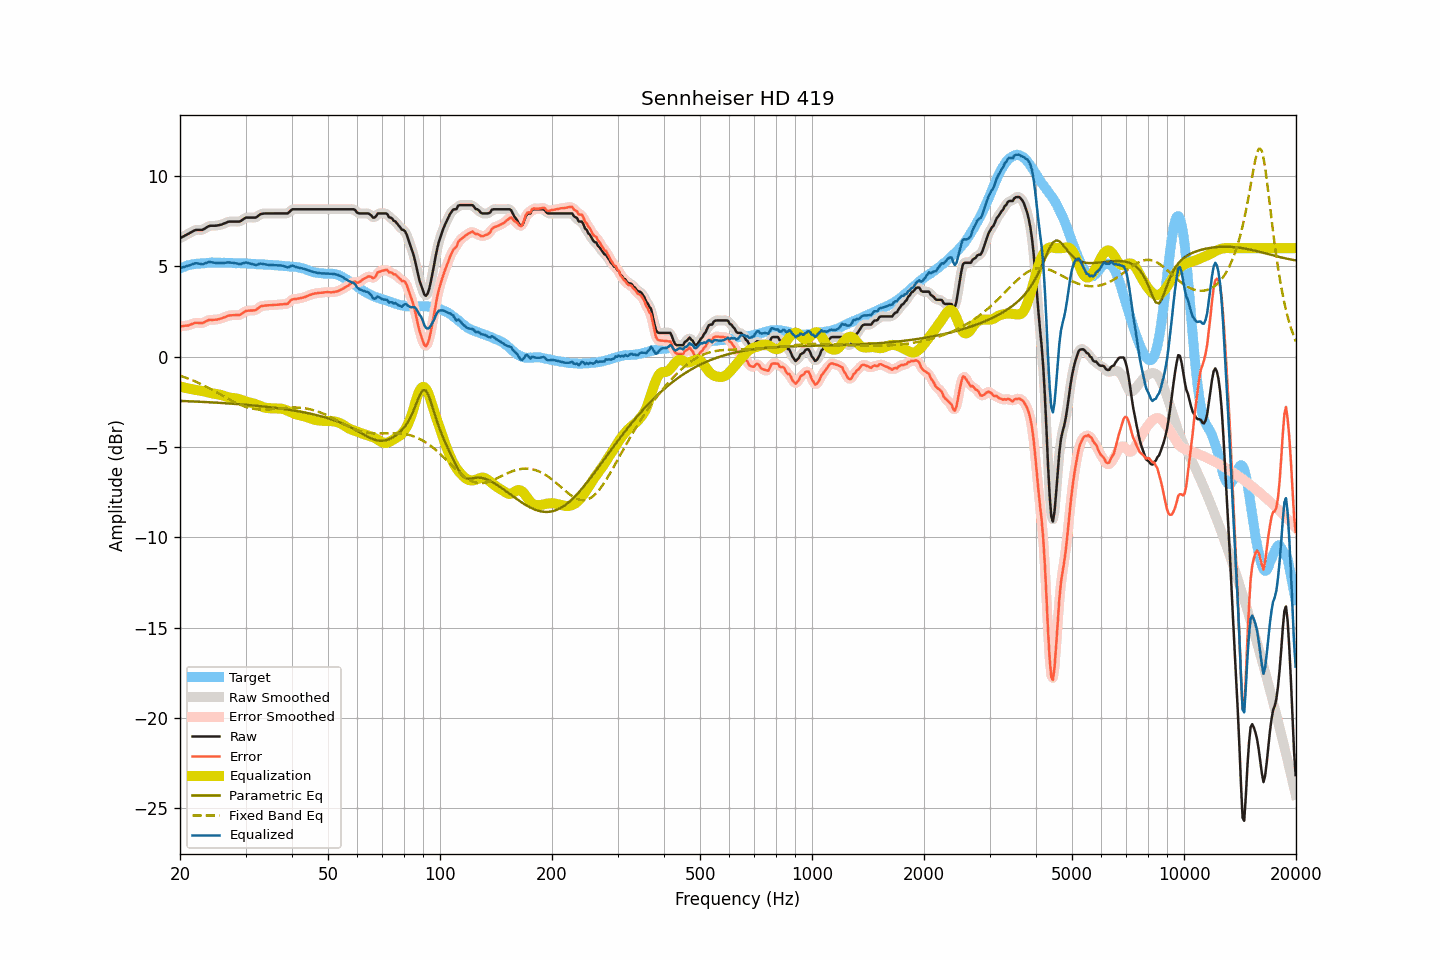 Sennheiser HD 419
10
5
0
−5
−10
−15
−20
−25
Amplitude (dBr)
Target
Raw Smoothed
Error Smoothed
Raw
Error
Equalization
Parametric Eq
Fixed Band Eq
Equalized
20 50 100 200 500 1000 2000 5000 10000 20000
Frequency (Hz)